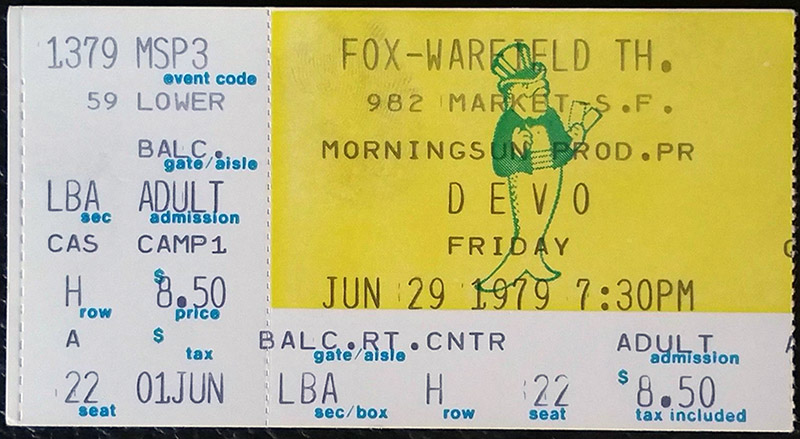 1379 MSP3
event code
59 LOWER
BALC.
gate/aisle
LBA ADULT
sec admission
CAS CAMP1
H $ 8.50
row price
A $
tax
22 01JUN
seat
FOX-WARFIELD TH.
982 MARKET S.F.
MORNINGSUN PROD.PR
DEVO
FRIDAY
JUN 29 1979 7:30PM
BALC.RT.CNTR ADULT
gate/aisle admission
LBA H 22 $ 8.50
sec/box row seat tax included